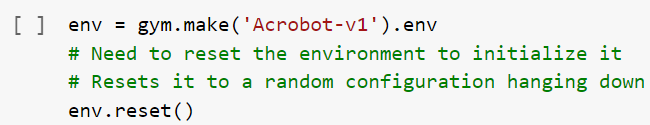 [ ] env = gym.make('Acrobot-v1').env
# Need to reset the environment to initialize it
# Resets it to a random configuration hanging down
env.reset()